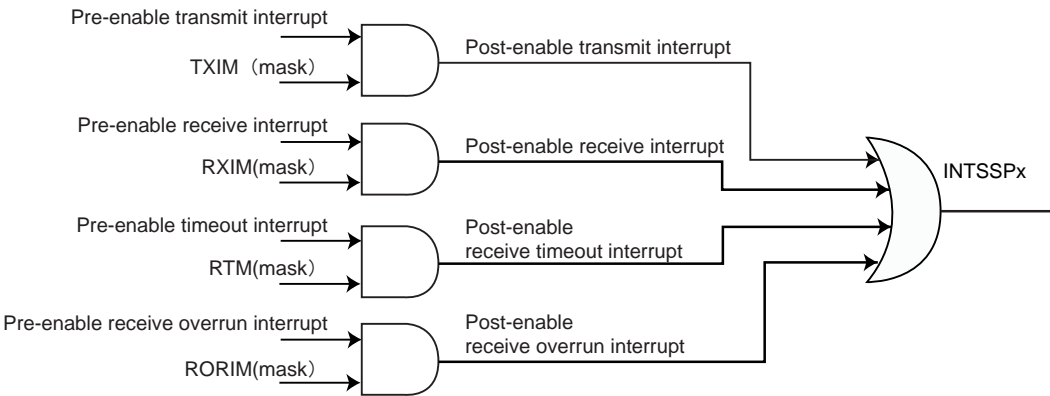 Pre-enable transmit interrupt
TXIM （mask）
Post-enable transmit interrupt
Pre-enable receive interrupt
RXIM(mask）
Post-enable receive interrupt
INTSSPx
Pre-enable timeout interrupt
RTM(mask）
Post-enable
receive timeout interrupt
Pre-enable receive overrun interrupt
RORIM(mask）
Post-enable
receive overrun interrupt